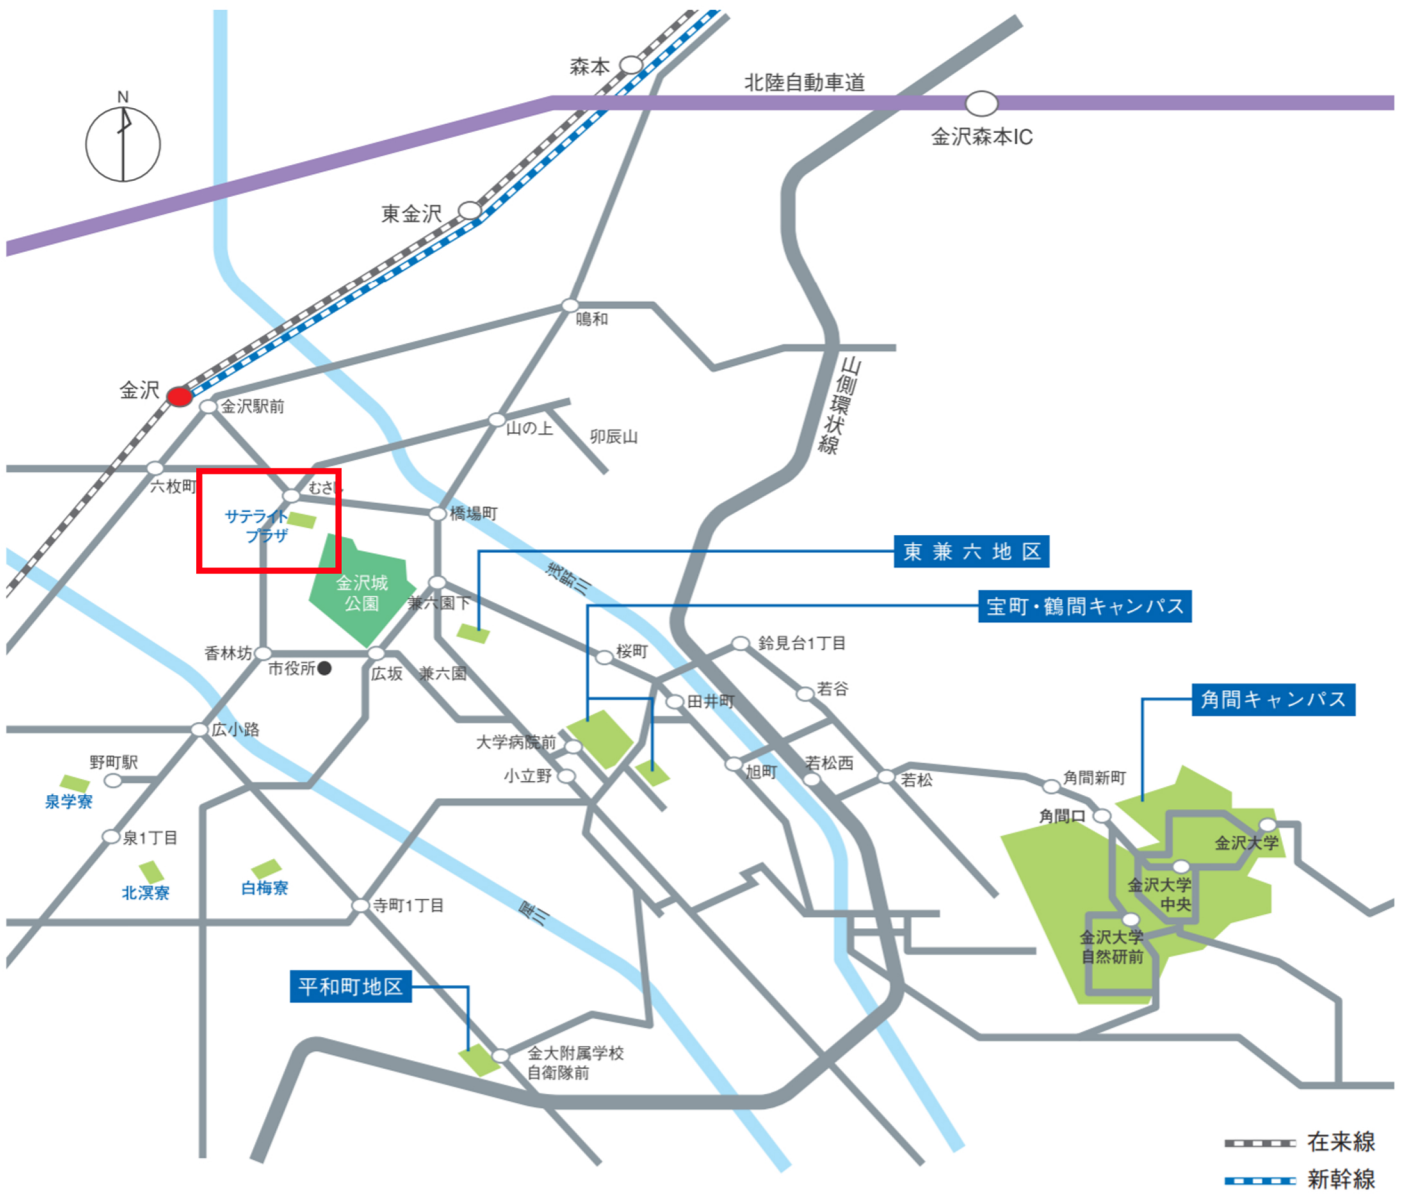 森本
北陸自動車道
N
金沢森本IC
東金沢
鳴和
山側環状線
金沢
金沢駅前
山の上
卯辰山
六枚町
むさし
橋場町
サテライト
プラザ
浅野川
東兼六地区
金沢城
公園
兼六園下
宝町・鶴間キャンパス
香林坊
市役所
広坂
兼六園
桜町
鈴見台1丁目
若谷
田井町
角間キャンパス
広小路
大学病院前
野町駅
小立野
旭町
若松西
若松
角間新町
泉学寮
角間口
泉1丁目
金沢大学
北溟寮
白梅寮
金沢大学
中央
寺町1丁目
犀川
金沢大学
自然研前
平和町地区
金大附属学校
自衛隊前
在来線
新幹線